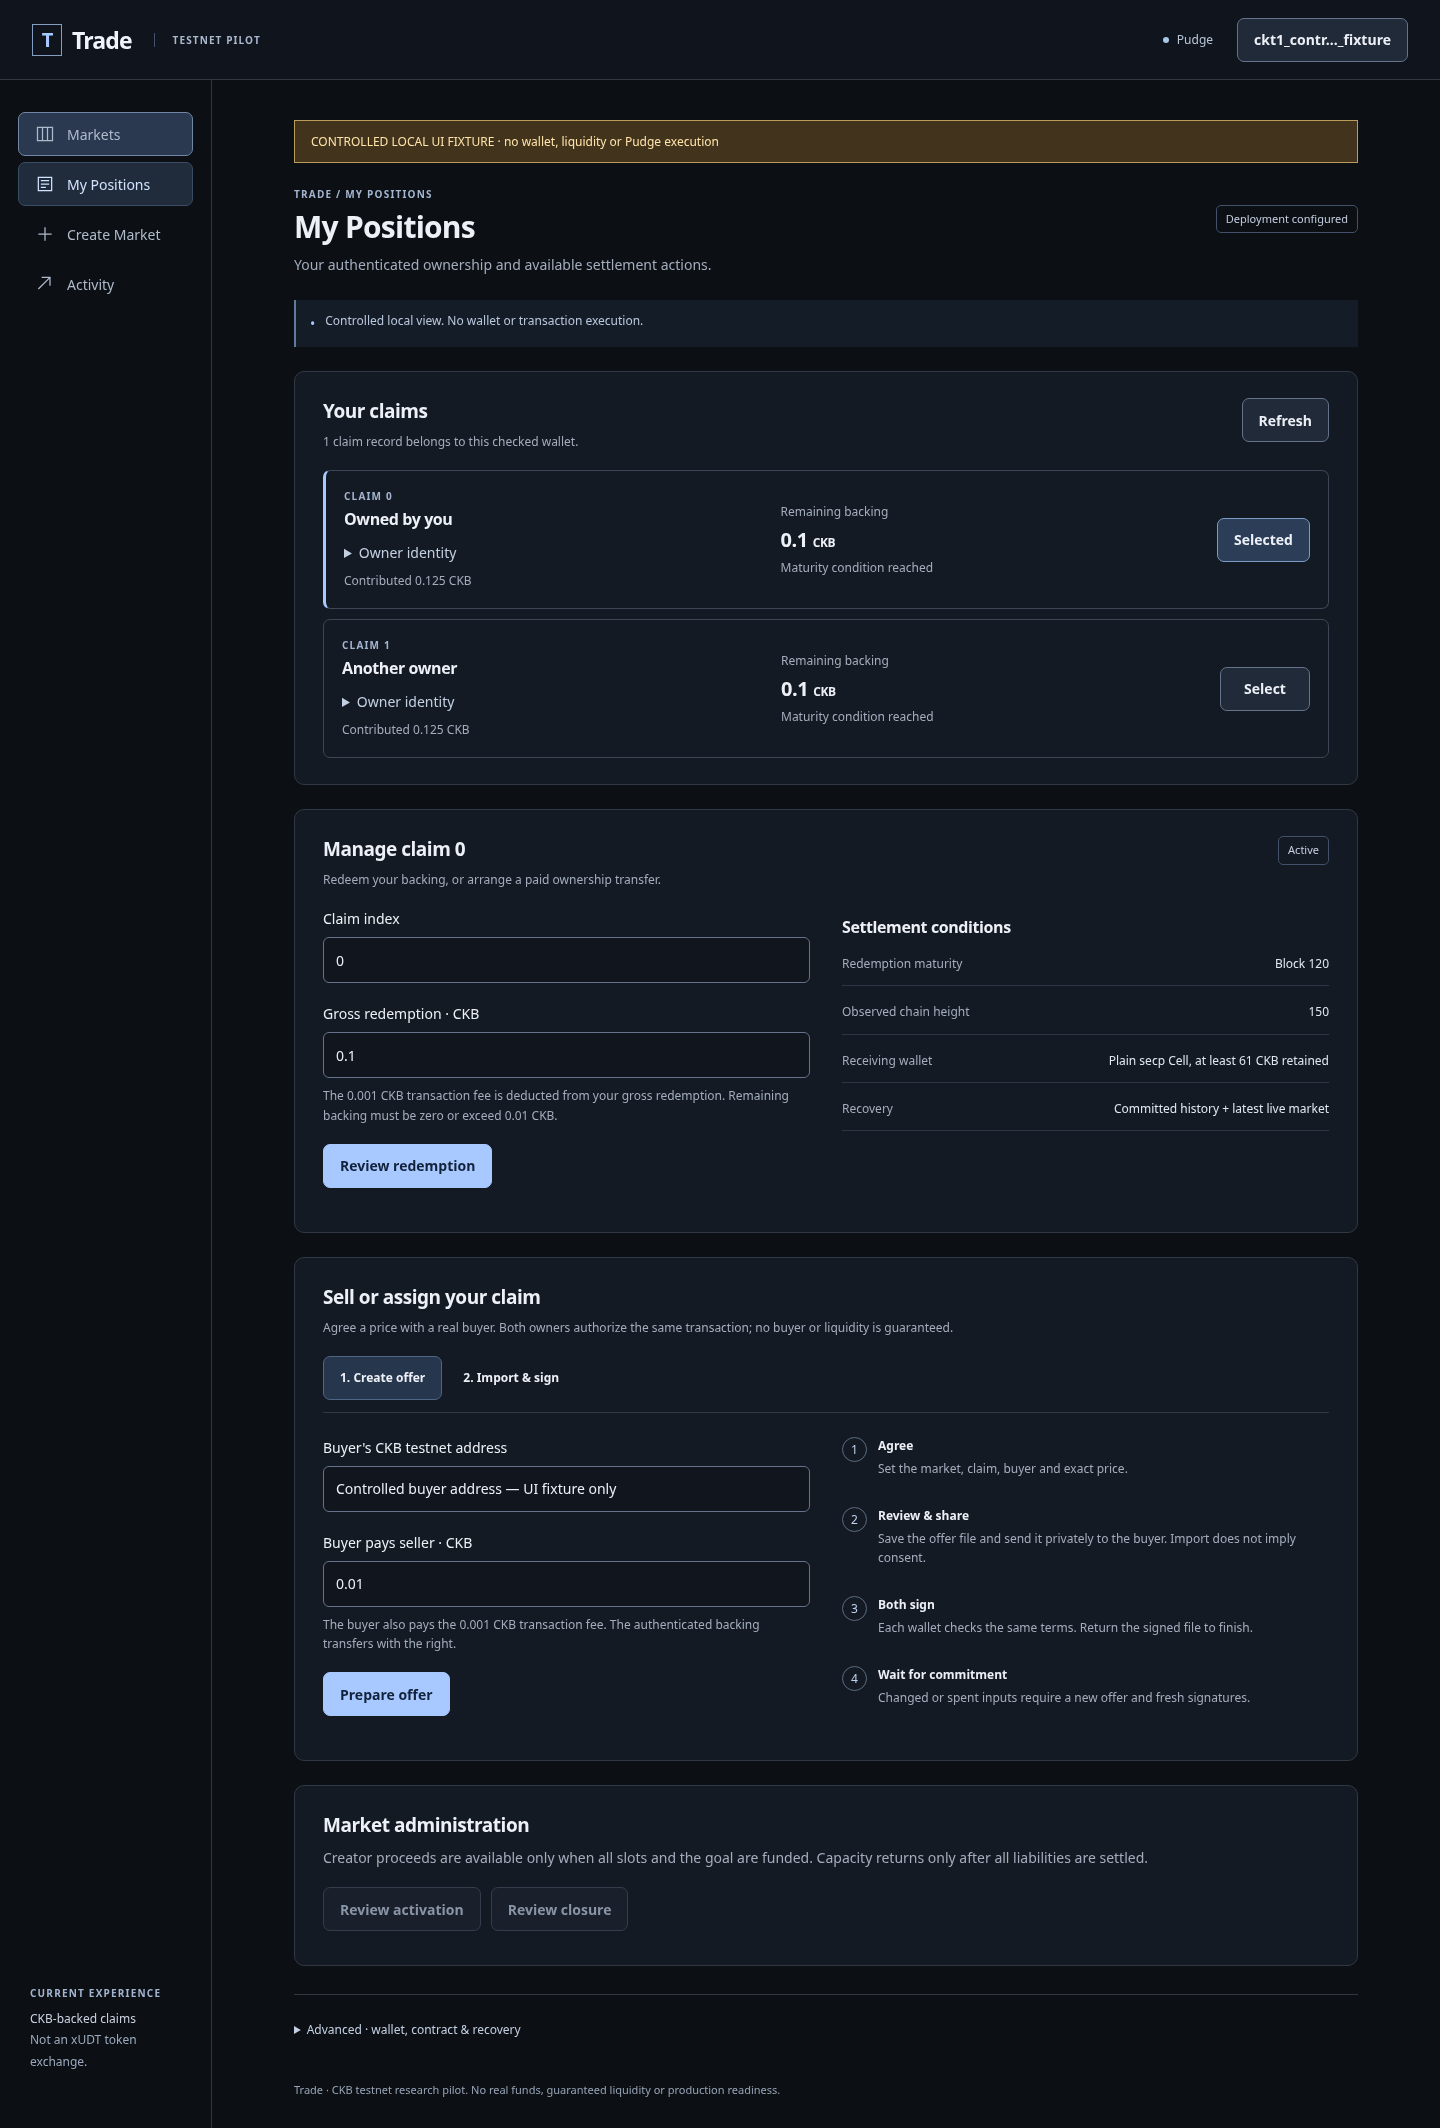 T Trade
TESTNET PILOT
Pudge
ckt1_contr..._fixture
Markets
My Positions
Create Market
Activity
CONTROLLED LOCAL UI FIXTURE · no wallet, liquidity or Pudge execution
TRADE / MY POSITIONS
My Positions
Deployment configured
Your authenticated ownership and available settlement actions.
• Controlled local view. No wallet or transaction execution.
Your claims
1 claim record belongs to this checked wallet.
Refresh
CLAIM 0
Owned by you
▶ Owner identity
Contributed 0.125 CKB
Remaining backing
0.1 CKB
Maturity condition reached
Selected
CLAIM 1
Another owner
▶ Owner identity
Contributed 0.125 CKB
Remaining backing
0.1 CKB
Maturity condition reached
Select
Manage claim 0
Active
Redeem your backing, or arrange a paid ownership transfer.
Claim index
0
Gross redemption · CKB
0.1
The 0.001 CKB transaction fee is deducted from your gross redemption. Remaining
backing must be zero or exceed 0.01 CKB.
Review redemption
Settlement conditions
Redemption maturity Block 120
Observed chain height 150
Receiving wallet Plain secp Cell, at least 61 CKB retained
Recovery Committed history + latest live market
Sell or assign your claim
Agree a price with a real buyer. Both owners authorize the same transaction; no buyer or liquidity is guaranteed.
1. Create offer 2. Import & sign
Buyer's CKB testnet address
Controlled buyer address — UI fixture only
Buyer pays seller · CKB
0.01
The buyer also pays the 0.001 CKB transaction fee. The authenticated backing
transfers with the right.
Prepare offer
1 Agree
Set the market, claim, buyer and exact price.
2 Review & share
Save the offer file and send it privately to the buyer. Import does not imply
consent.
3 Both sign
Each wallet checks the same terms. Return the signed file to finish.
4 Wait for commitment
Changed or spent inputs require a new offer and fresh signatures.
Market administration
Creator proceeds are available only when all slots and the goal are funded. Capacity returns only after all liabilities are settled.
Review activation Review closure
▶ Advanced · wallet, contract & recovery
Trade · CKB testnet research pilot. No real funds, guaranteed liquidity or production readiness.
CURRENT EXPERIENCE
CKB-backed claims
Not an xUDT token
exchange.